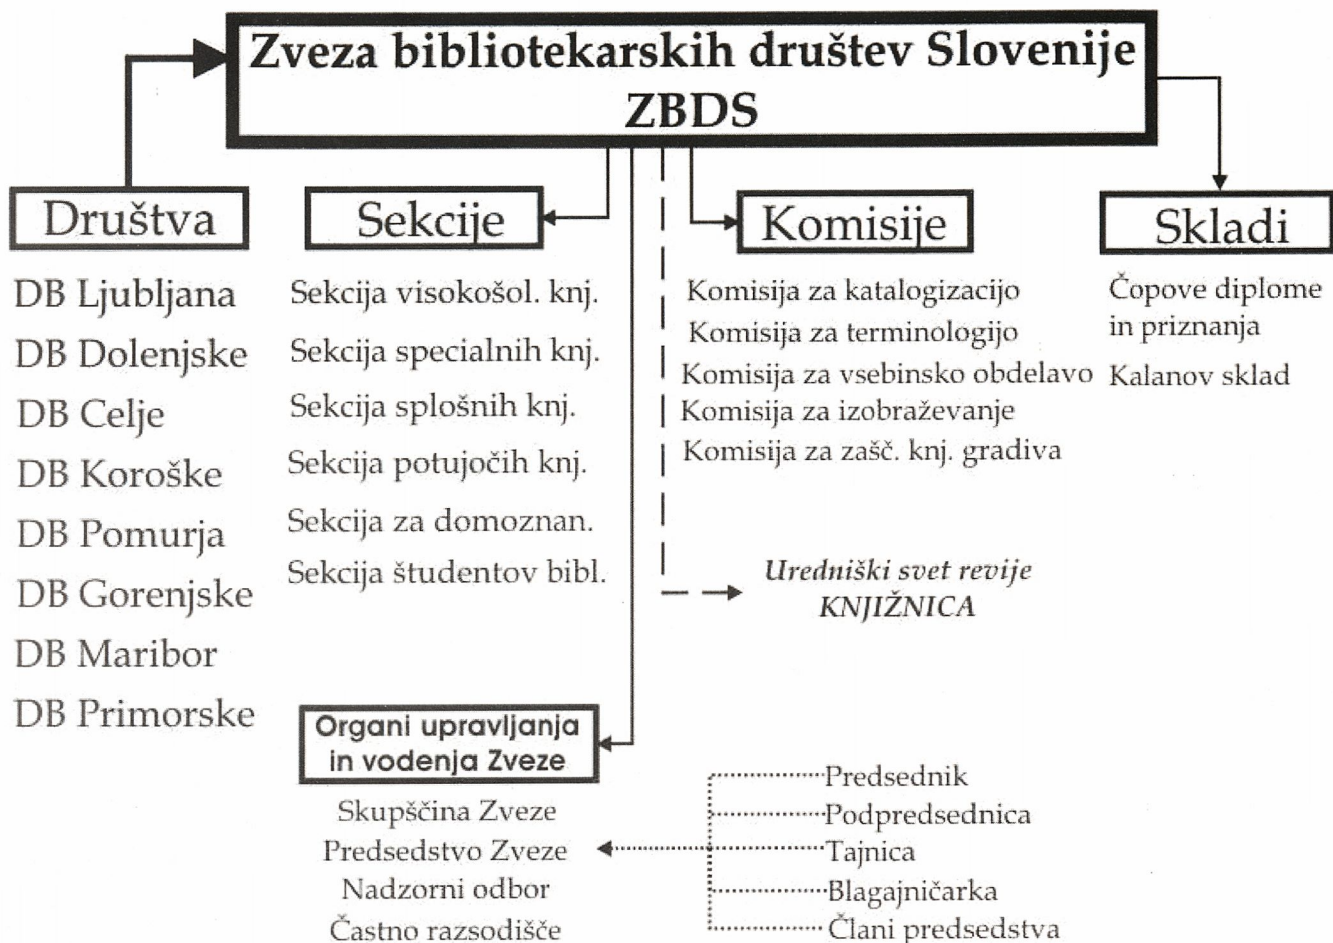 Zveza bibliotekarskih društev Slovenije
ZBDS
Društva
DB Ljubljana
DB Dolenjske
DB Celje
DB Koroške
DB Pomurja
DB Gorenjske
DB Maribor
DB Primorske
Sekcije
Sekcija visokošol. knj.
Sekcija specialnih knj.
Sekcija splošnih knj.
Sekcija potujočih knj.
Sekcija za domoznan.
Sekcija študentov bibl.
Komisije
Komisija za katalogizacijo
Komisija za terminologijo
Komisija za vsebinsko obdelavo
Komisija za izobraževanje
Komisija za zašč. knj. gradiva
Skladi
Čopove diplome
in priznanja
Kalanov sklad
Uredniški svet revije
KNJIŽNICA
Organi upravljanja
in vodenja Zveze
Skupščina Zveze
Predsedstvo Zveze
Nadzorni odbor
Častno razsodišče
Predsednik
Podpredsednica
Tajnica
Blagajničarka
Člani predsedstva